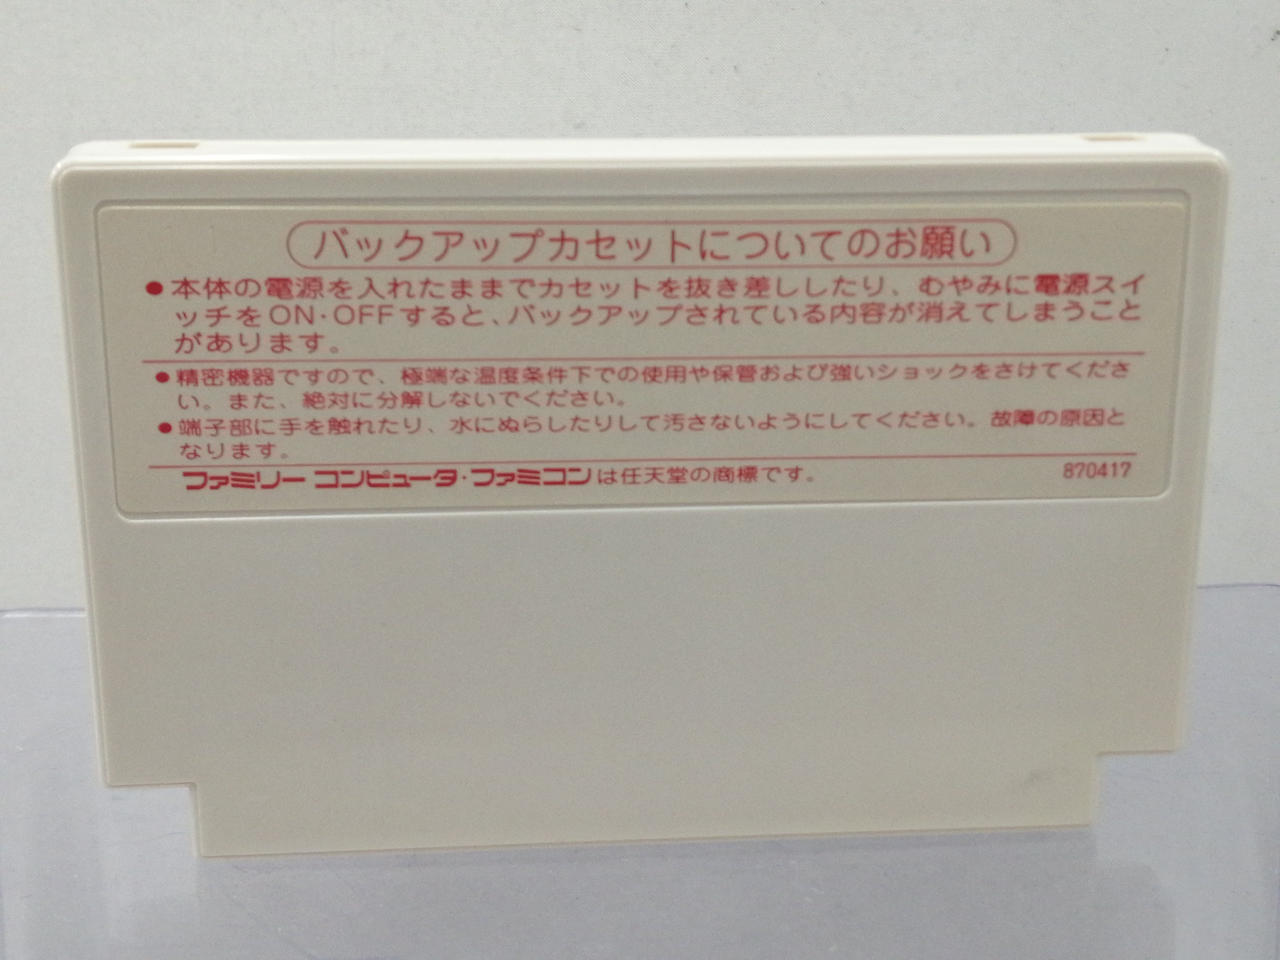 バックアップカセットについてのお願い
●本体の電源を入れたままでカセットを抜き差ししたり、むやみに電源スイ
ッチをON・OFFすると、バックアップされている内容が消えてしまうこと
があります。
●精密機器ですので、極端な温度条件下での使用や保管および強いショックをさけてくださ
い。また、絶対に分解しないでください。
●端子部に手を触れたり、水にぬらしたりして汚さないようにしてください。故障の原因と
なります。
ファミリー コンピュータ・ファミコンは任天堂の商標です。 870417